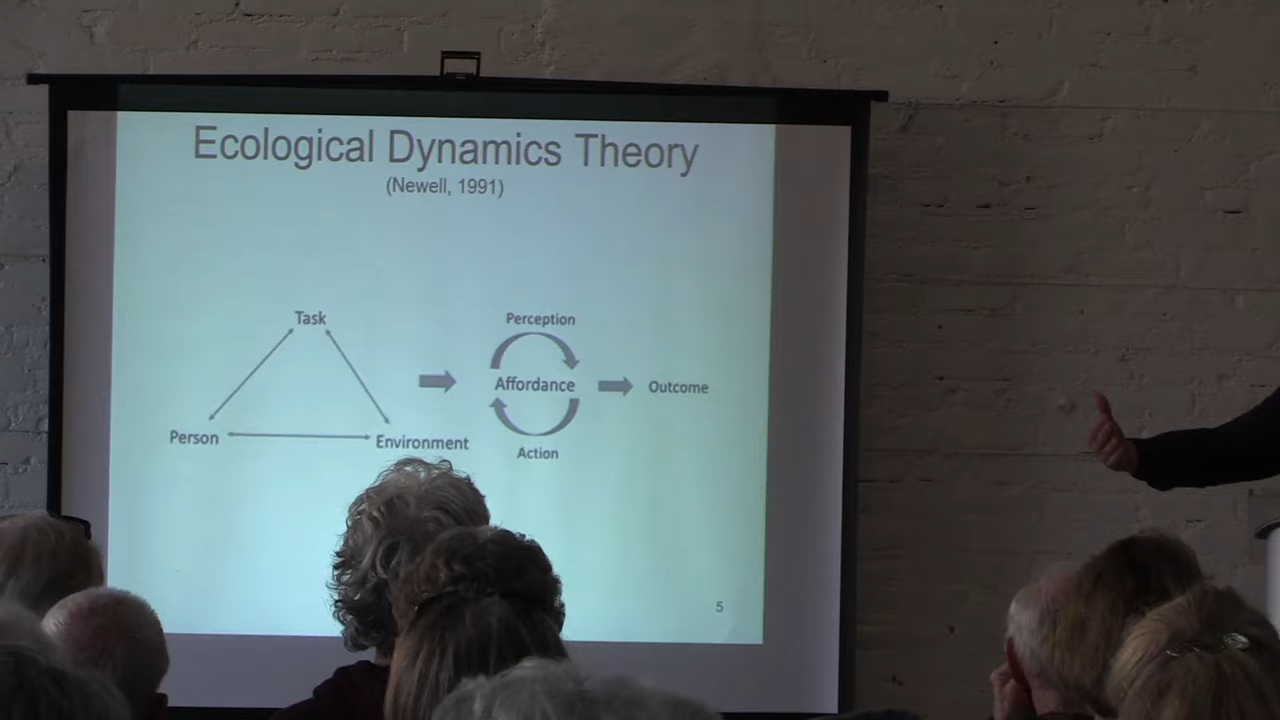 Ecological Dynamics Theory
(Newell, 1991)
Task
Person
Environment
Perception
Affordance
Action
Outcome
5